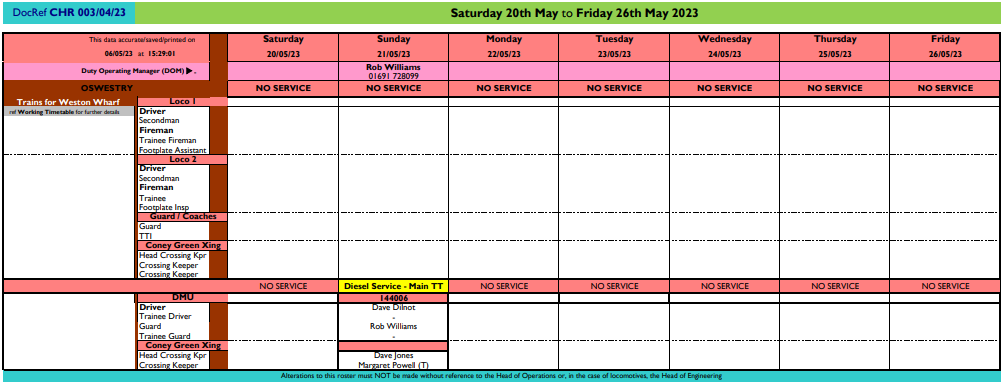 DocRef CHR 003/04/23 Saturday 20th May to Friday 26th May 2023
This data accurate/saved/printed on Saturday Sunday Monday Tuesday Wednesday Thursday Friday
06/05/23 at 15:29:01 20/05/23 21/05/23 22/05/23 23/05/23 24/05/23 25/05/23 26/05/23
Duty Operating Manager (DOM) ▶. Rob Williams
01691 728099
OSWESTRY NO SERVICE NO SERVICE NO SERVICE NO SERVICE NO SERVICE NO SERVICE NO SERVICE
Trains for Weston Wharf Loco 1
ref Working Timetable for further details Driver
Secondman
Fireman
Trainee Fireman
Footplate Assistant
Loco 2
Driver
Secondman
Fireman
Trainee
Footplate Insp
Guard / Coaches
Guard
TTI
Coney Green Xing
Head Crossing Kpr
Crossing Keeper
Crossing Keeper
NO SERVICE Diesel Service - Main TT NO SERVICE NO SERVICE NO SERVICE NO SERVICE NO SERVICE
DMU 144006
Driver Dave Dilnot
Trainee Driver -
Guard Rob Williams
Trainee Guard -
Coney Green Xing
Head Crossing Kpr Dave Jones
Crossing Keeper Margaret Powell (T)
Alterations to this roster must NOT be made without reference to the Head of Operations or, in the case of locomotives, the Head of Engineering